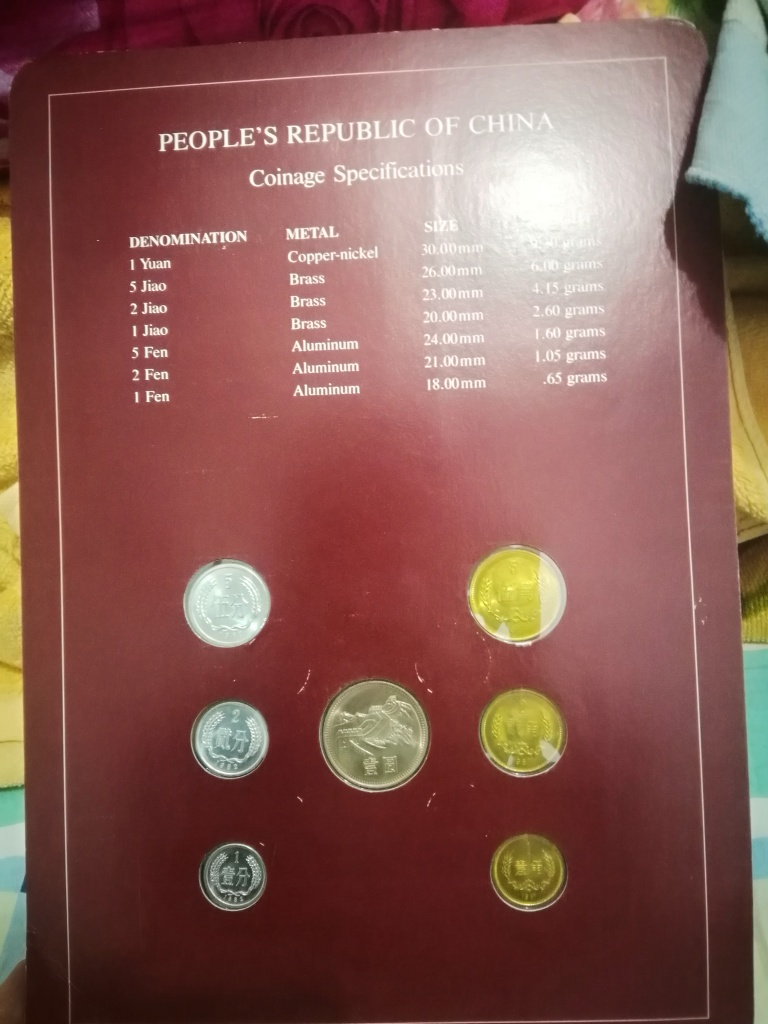 PEOPLE'S REPUBLIC OF CHINA
Coinage Specifications
DENOMINATION METAL SIZE
1 Yuan Copper-nickel 30.00mm grams
5 Jiao Brass 26.00mm 6.00 grams
2 Jiao Brass 23.00mm 4.15 grams
1 Jiao Brass 20.00mm 2.60 grams
5 Fen Aluminum 24.00mm 1.60 grams
2 Fen Aluminum 21.00mm 1.05 grams
1 Fen Aluminum 18.00mm .65 grams
5
伍分
5
2
贰分
壹圆
1
壹分
1
壹角